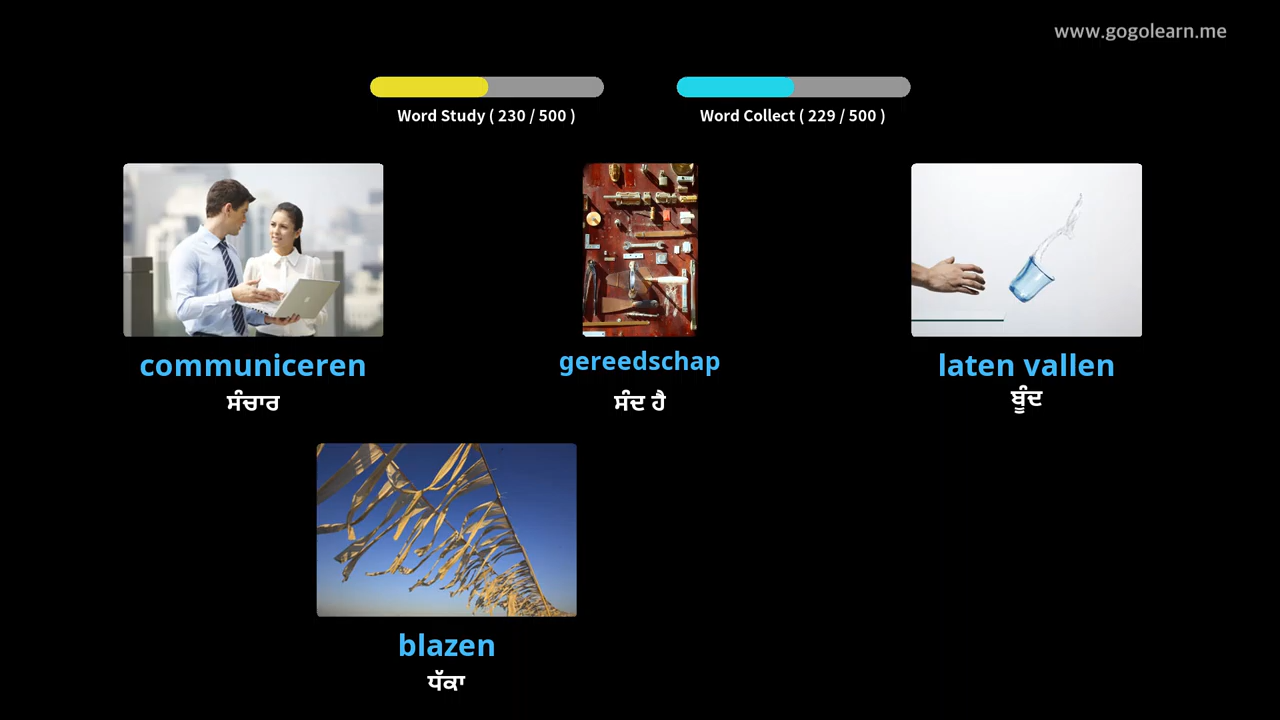 www.gogolearn.me
Word Study ( 230 / 500 )
Word Collect ( 229 / 500 )
communiceren
gereedschap
laten vallen
ਸੰਚਾਰ
ਸੰਦ ਹੈ
ਬੂੰਦ
blazen
ਧੱਕਾ